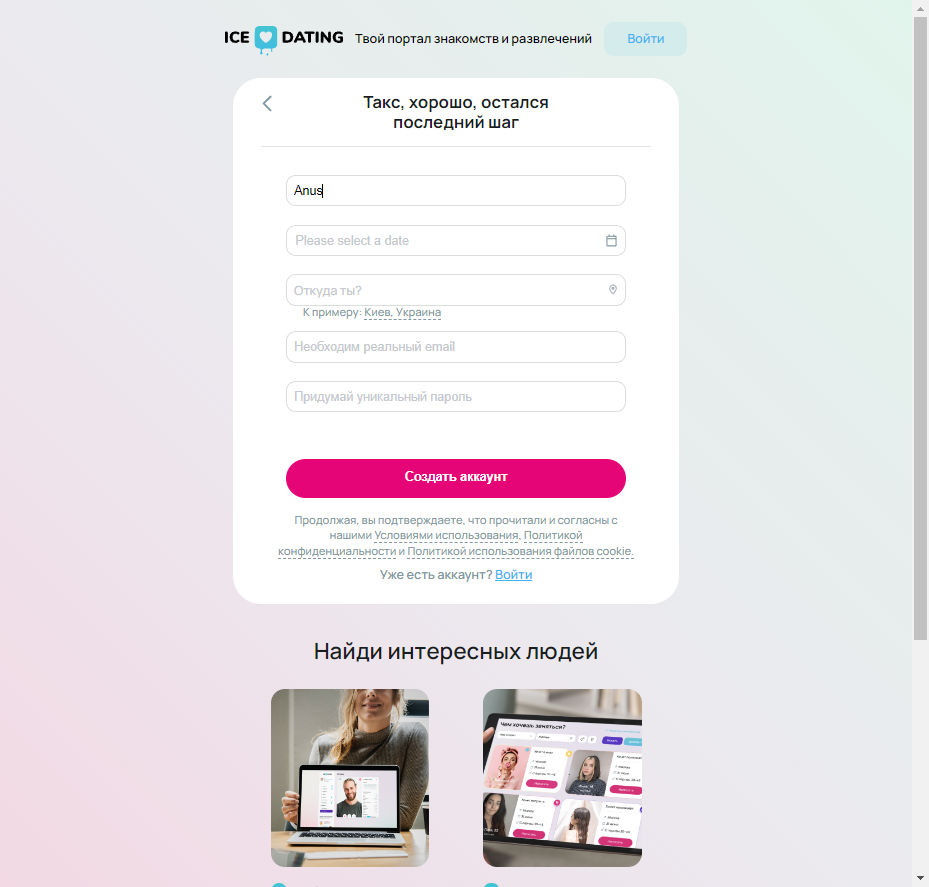 ICE DATING Твой портал знакомств и развлечений Войти
Такс, хорошо, остался
последний шаг
Anus
Please select a date
Откуда ты?
К примеру: Киев, Украина
Необходим реальный email
Придумай уникальный пароль
Создать аккаунт
Продолжая, вы подтверждаете, что прочитали и согласны с
нашими Условиями использования, Политикой
конфиденциальности и Политикой использования файлов cookie.
Уже есть аккаунт? Войти
Найди интересных людей
Чем хочешь заняться?